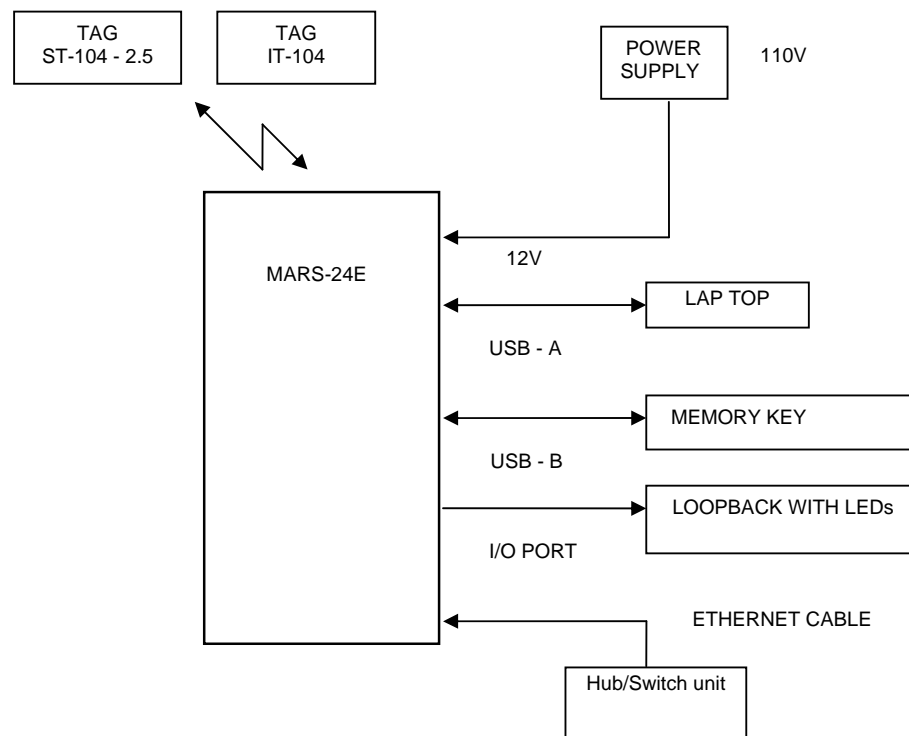 TAG
ST-104 - 2.5
TAG
IT-104
POWER
SUPPLY
110V
12V
MARS-24E
LAP TOP
USB - A
MEMORY KEY
USB - B
LOOPBACK WITH LEDs
I/O PORT
ETHERNET CABLE
Hub/Switch unit